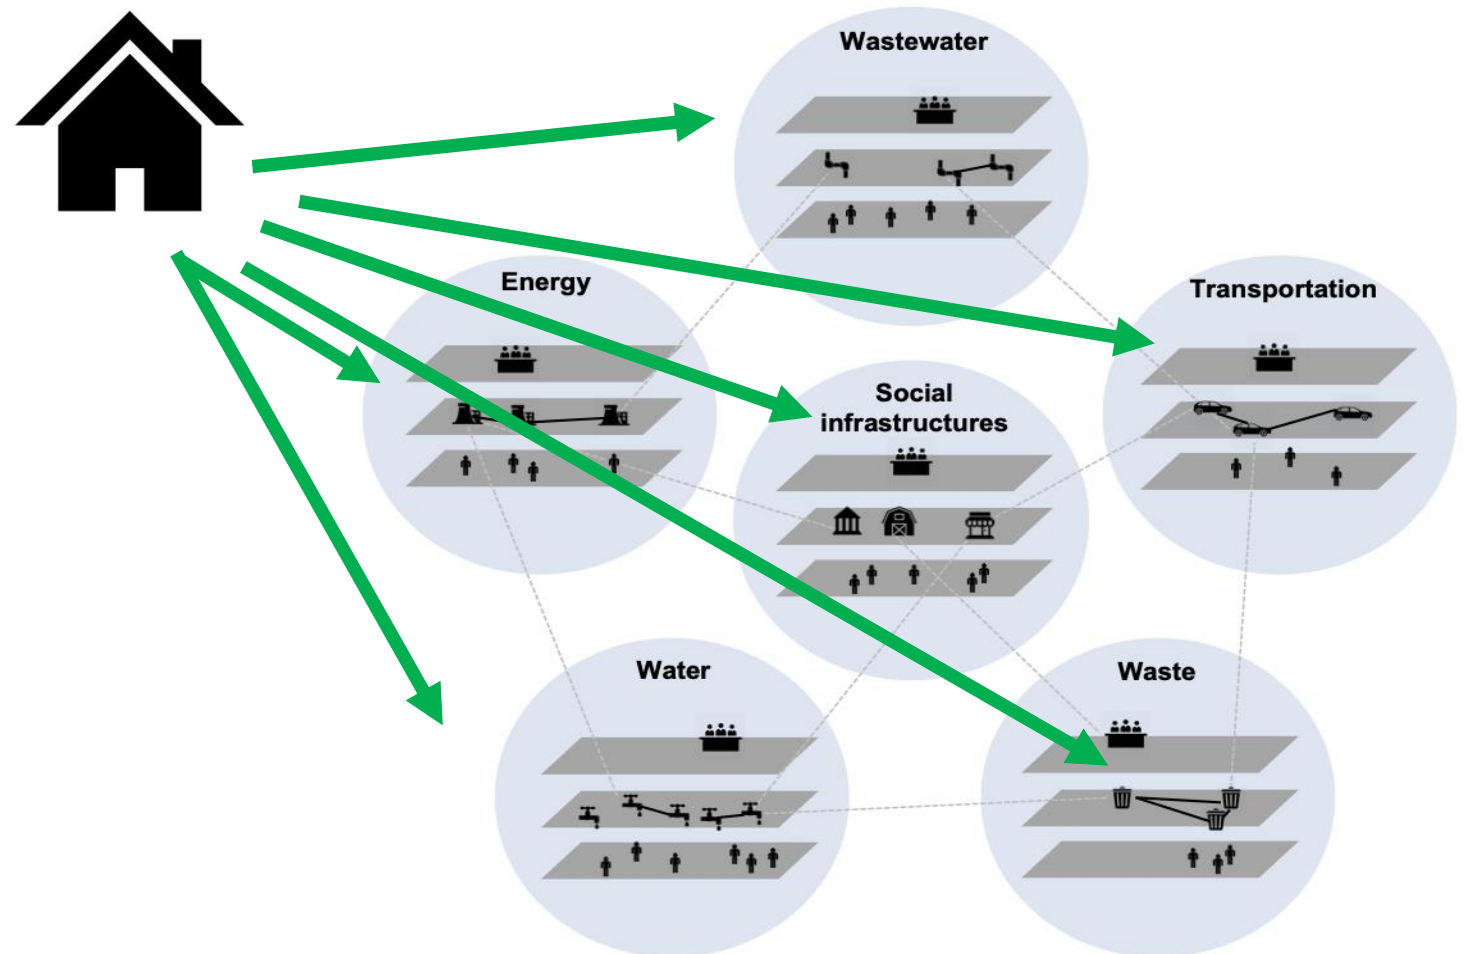 Wastewater
Energy
Transportation
Social
infrastructures
Water
Waste